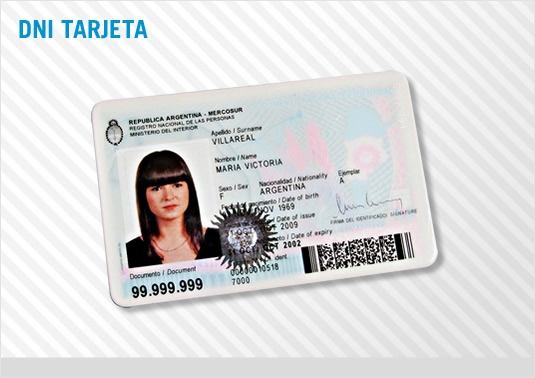 DNI TARJETA
REPUBLICA ARGENTINA - MERCOSUR
REGISTRO NACIONAL DE LAS PERSONAS
MINISTERIO DEL INTERIOR
Apellido / Surname
VILLAREAL
Nombre / Name
MARIA VICTORIA
Sexo / Sex Nacionalidad / Nationality Ejemplar
F ARGENTINA A
/ Date of birth
NOV 1969
/ Date of issue
2009
/ Date of expiry
2002
FIRMA DEL IDENTIFICADO/ SIGNATURE
Documento / Document
99.999.999
00000010518
7000